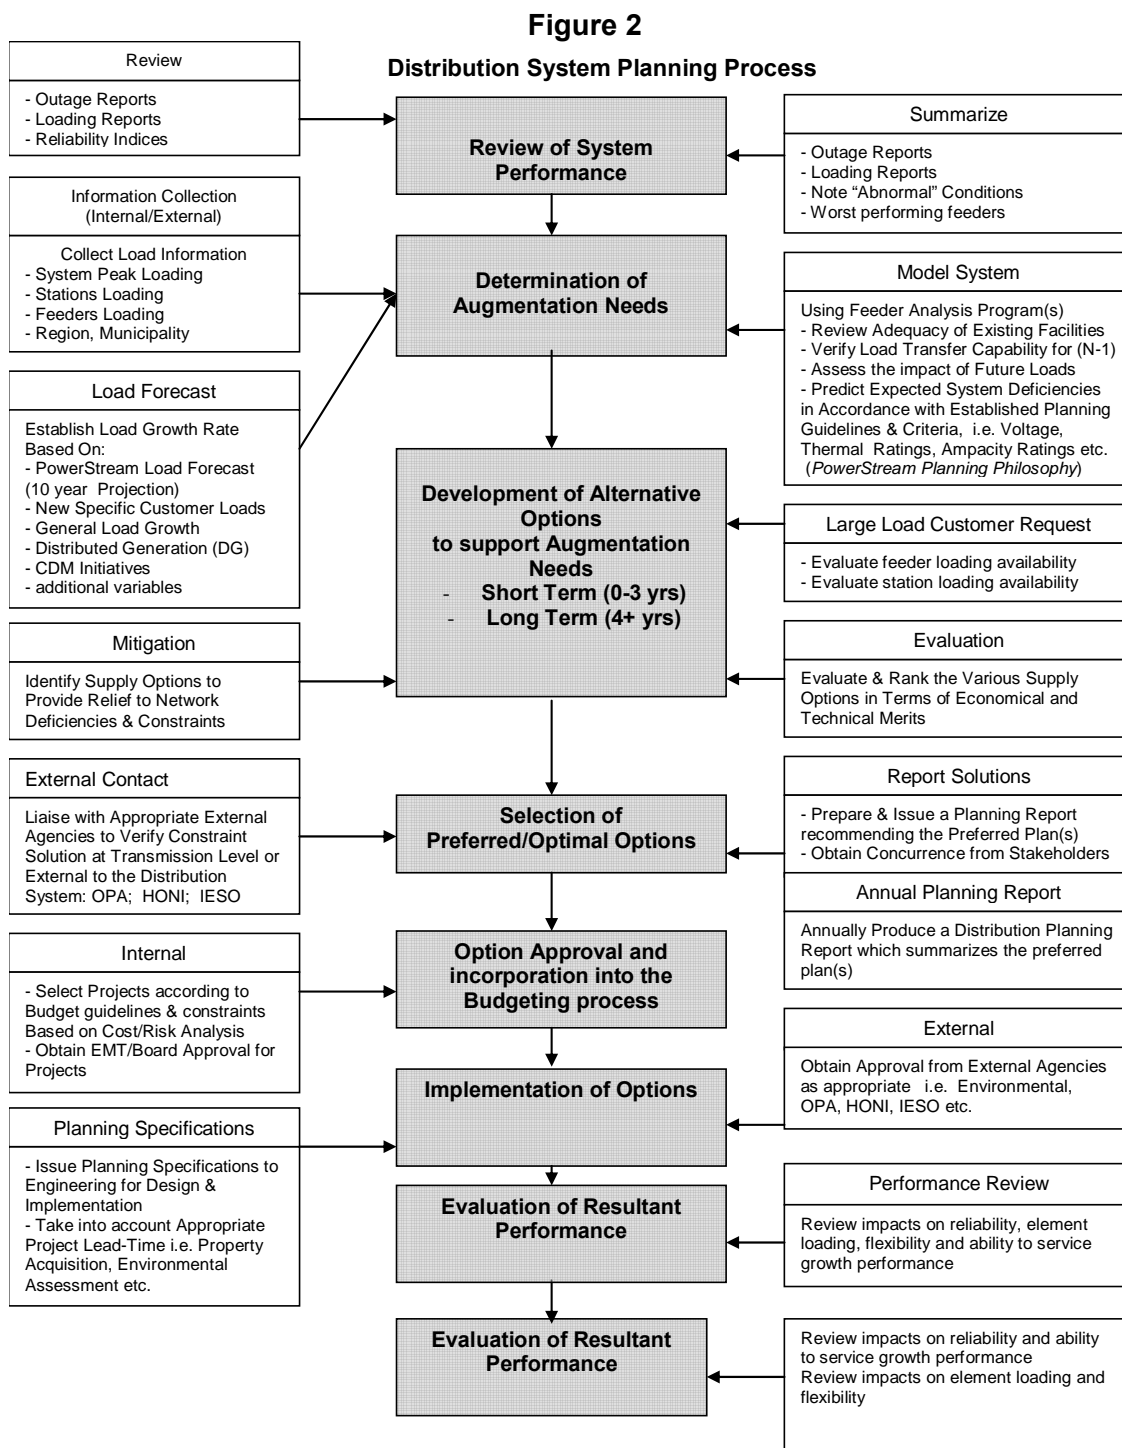 Figure 2
Distribution System Planning Process
Review
- Outage Reports
- Loading Reports
- Reliability Indices
Review of System
Performance
Summarize
- Outage Reports
- Loading Reports
- Note “Abnormal” Conditions
- Worst performing feeders
Information Collection
(Internal/External)
Collect Load Information
- System Peak Loading
- Stations Loading
- Feeders Loading
- Region, Municipality
Determination of
Augmentation Needs
Model System
Using Feeder Analysis Program(s)
- Review Adequacy of Existing Facilities
- Verify Load Transfer Capability for (N-1)
- Assess the impact of Future Loads
- Predict Expected System Deficiencies
in Accordance with Established Planning
Guidelines & Criteria, i.e. Voltage,
Thermal Ratings, Ampacity Ratings etc.
(PowerStream Planning Philosophy)
Load Forecast
Establish Load Growth Rate
Based On:
- PowerStream Load Forecast
(10 year Projection)
- New Specific Customer Loads
- General Load Growth
- Distributed Generation (DG)
- CDM Initiatives
- additional variables
Development of Alternative
Options
to support Augmentation
Needs
- Short Term (0-3 yrs)
- Long Term (4+ yrs)
Large Load Customer Request
- Evaluate feeder loading availability
- Evaluate station loading availability
Mitigation
Identify Supply Options to
Provide Relief to Network
Deficiencies & Constraints
Evaluation
Evaluate & Rank the Various Supply
Options in Terms of Economical and
Technical Merits
External Contact
Liaise with Appropriate External
Agencies to Verify Constraint
Solution at Transmission Level or
External to the Distribution
System: OPA; HONI; IESO
Selection of
Preferred/Optimal Options
Report Solutions
- Prepare & Issue a Planning Report
recommending the Preferred Plan(s)
- Obtain Concurrence from Stakeholders
Annual Planning Report
Annually Produce a Distribution Planning
Report which summarizes the preferred
plan(s)
Internal
- Select Projects according to
Budget guidelines & constraints
Based on Cost/Risk Analysis
- Obtain EMT/Board Approval for
Projects
Option Approval and
incorporation into the
Budgeting process
External
Obtain Approval from External Agencies
as appropriate i.e. Environmental,
OPA, HONI, IESO etc.
Implementation of Options
Planning Specifications
- Issue Planning Specifications to
Engineering for Design &
Implementation
- Take into account Appropriate
Project Lead-Time i.e. Property
Acquisition, Environmental
Assessment etc.
Evaluation of Resultant
Performance
Performance Review
Review impacts on reliability, element
loading, flexibility and ability to service
growth performance
Evaluation of Resultant
Performance
Review impacts on reliability and ability
to service growth performance
Review impacts on element loading and
flexibility